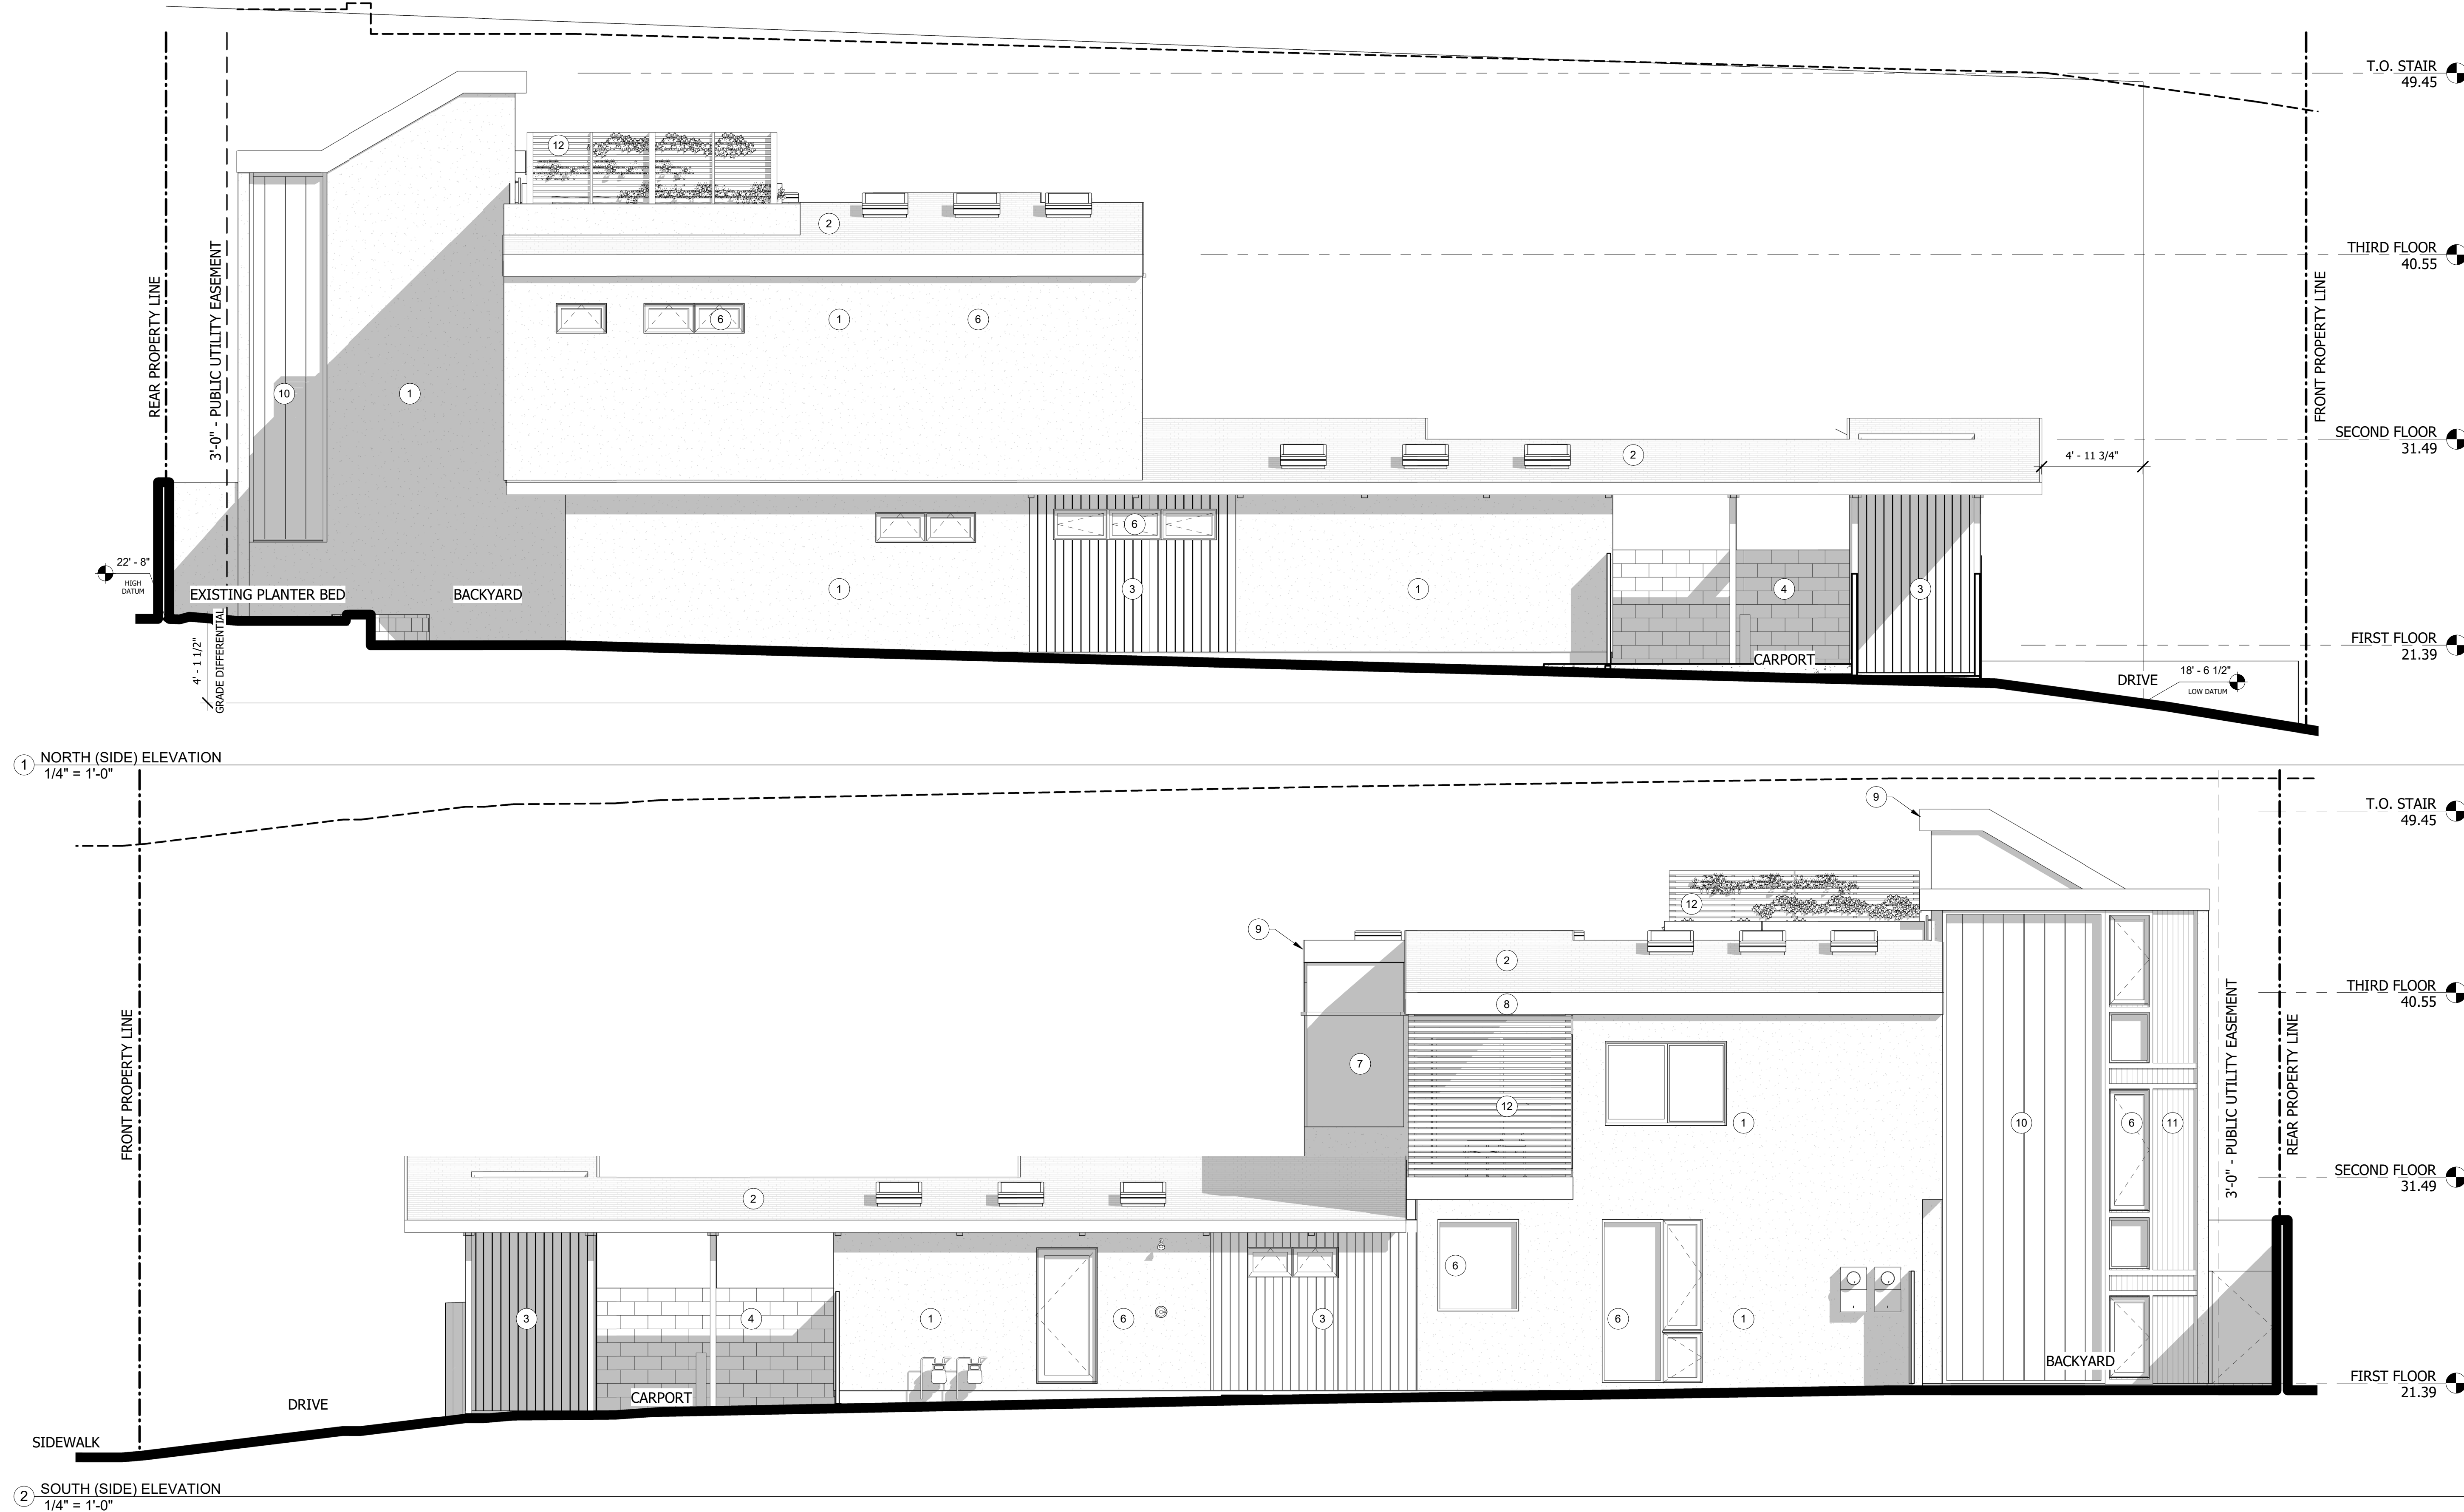 T.O. STAIR
49.45
12
2
THIRD FLOOR
40.55
REAR PROPERTY LINE
3'-0" - PUBLIC UTILITY EASEMENT
FRONT PROPERTY LINE
6
1
6
10
1
SECOND FLOOR
31.49
4' - 11 3/4"
2
6
22' - 8"
HIGH
DATUM
EXISTING PLANTER BED
BACKYARD
1
3
1
4
3
4' - 1 1/2"
GRADE DIFFERENTIAL
FIRST FLOOR
21.39
CARPORT
DRIVE
18' - 6 1/2"
LOW DATUM
1
NORTH (SIDE) ELEVATION
1/4" = 1'-0"
9
T.O. STAIR
49.45
12
9
2
THIRD FLOOR
40.55
8
FRONT PROPERTY LINE
3'-0" - PUBLIC UTILITY EASEMENT
REAR PROPERTY LINE
7
12
1
10
6
11
SECOND FLOOR
31.49
2
6
3
4
1
6
3
6
1
BACKYARD
FIRST FLOOR
21.39
CARPORT
DRIVE
SIDEWALK
2
SOUTH (SIDE) ELEVATION
1/4" = 1'-0"